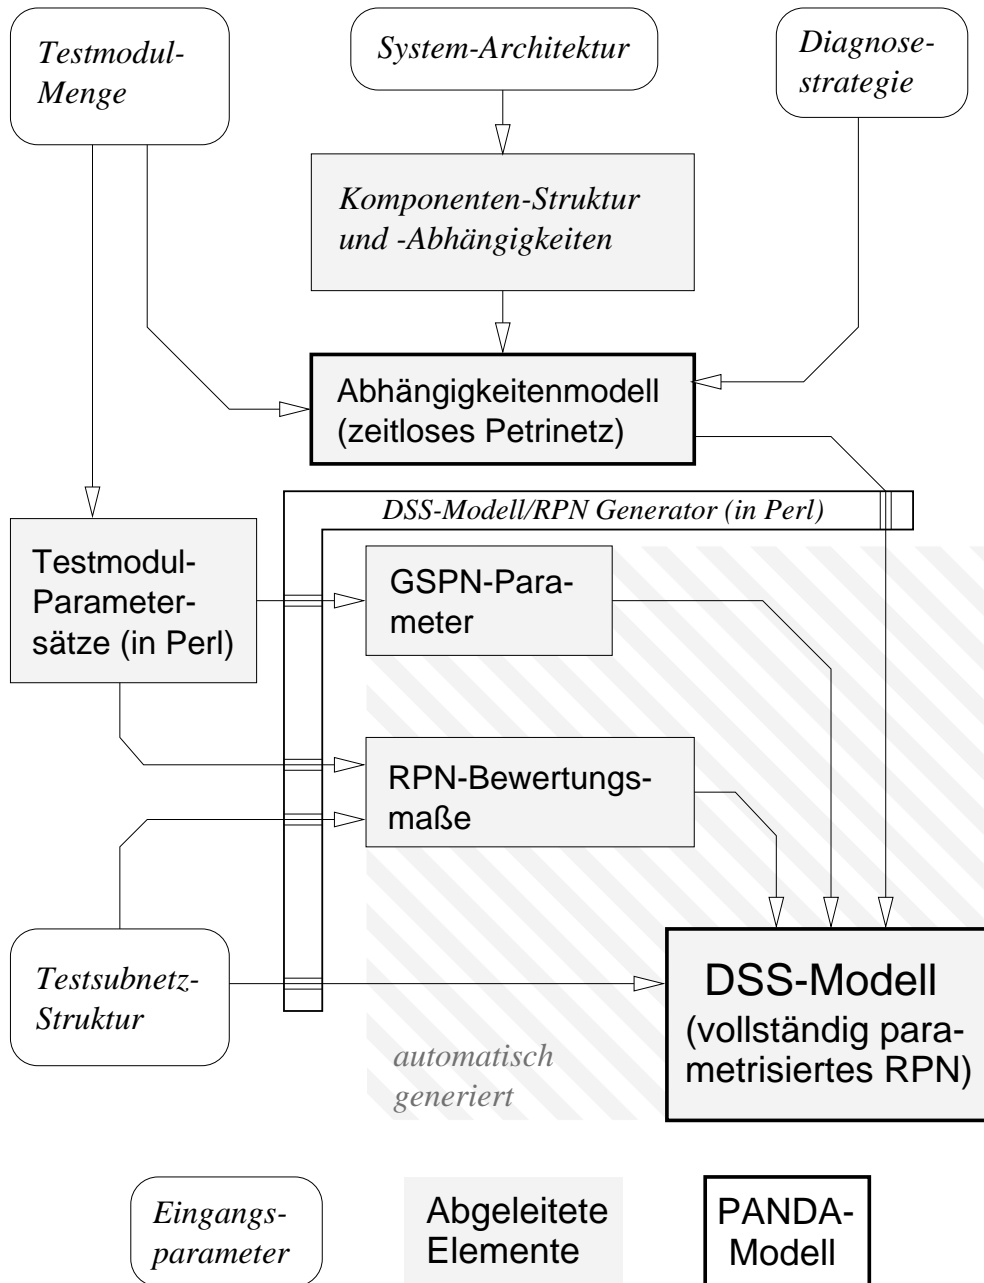 Testmodul-
Menge
System-Architektur
Diagnose-
strategie
Komponenten-Struktur
und -Abhängigkeiten
Abhängigkeitenmodell
(zeitloses Petrinetz)
DSS-Modell/RPN Generator (in Perl)
Testmodul-
Parameter-
sätze (in Perl)
GSPN-Para-
meter
RPN-Bewertungs-
maße
Testsubnetz-
Struktur
DSS-Modell
(vollständig para-
metrisiertes RPN)
automatisch
generiert
Eingangs-
parameter
Abgeleitete
Elemente
PANDA-
Modell